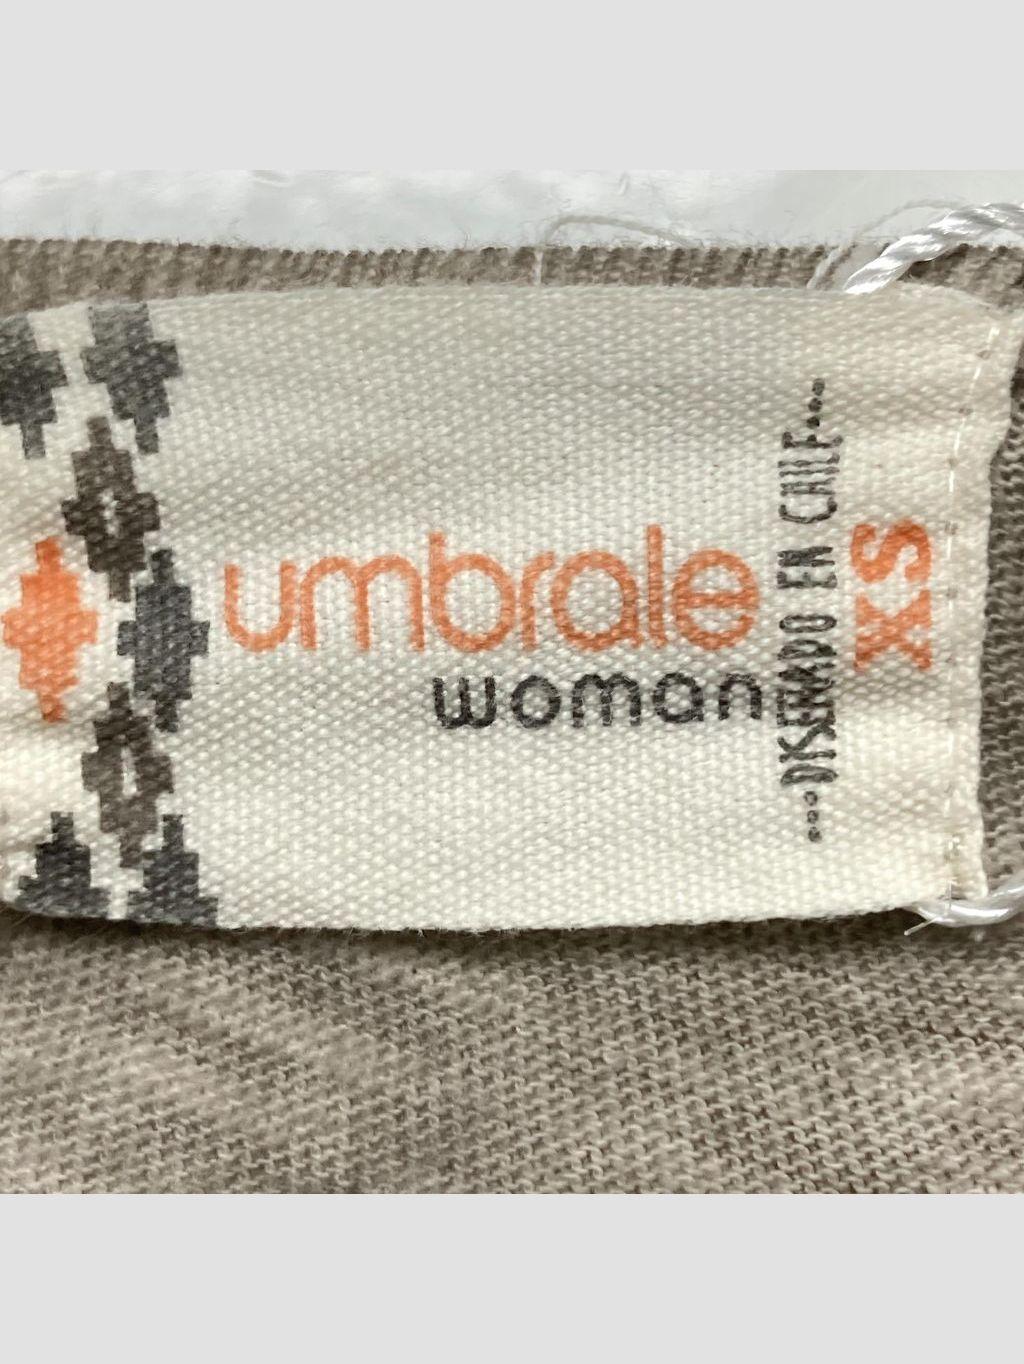 umbrale
woman
...DISEÑADO EN CHILE...
XS